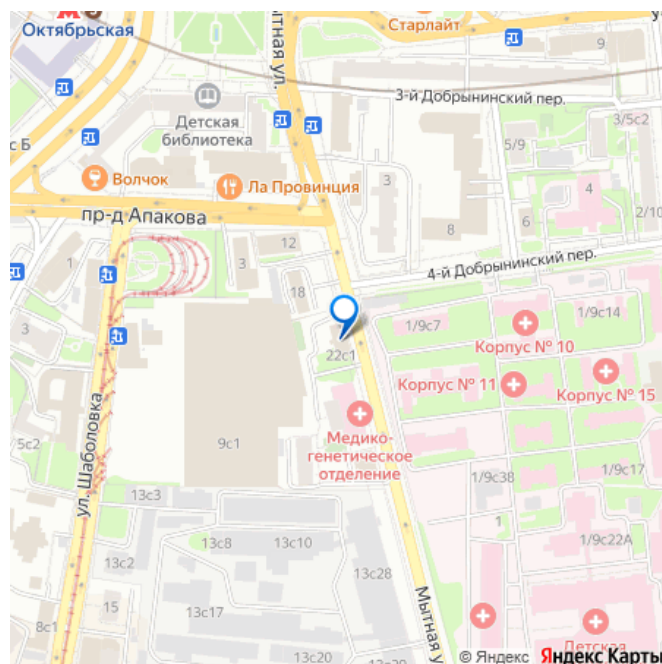 Октябрьская
тная ул.
Старлайт
9
3-й Добрынинский пер.
3/5с2
5/9
с Б
Детская
библиотека
Волчок
Ла Провинция
3
4
2/10
пр-д Апакова
6
8
12
3
1
18
4-й Добрынинский пер.
1/9с7
1/9с14
3
22с1
Корпус № 10
Корпус № 11
Корпус № 15
ул. Шаболовка
5с2
9с1
Медико-
генетическое
отделение
1/9с17
1/9с38
13с3
1
13с8
13с10
1/9с22А
13с2
13с28
15
13с17
8с1
Мытная у
Детская
© Яндекс Яндекс Карты